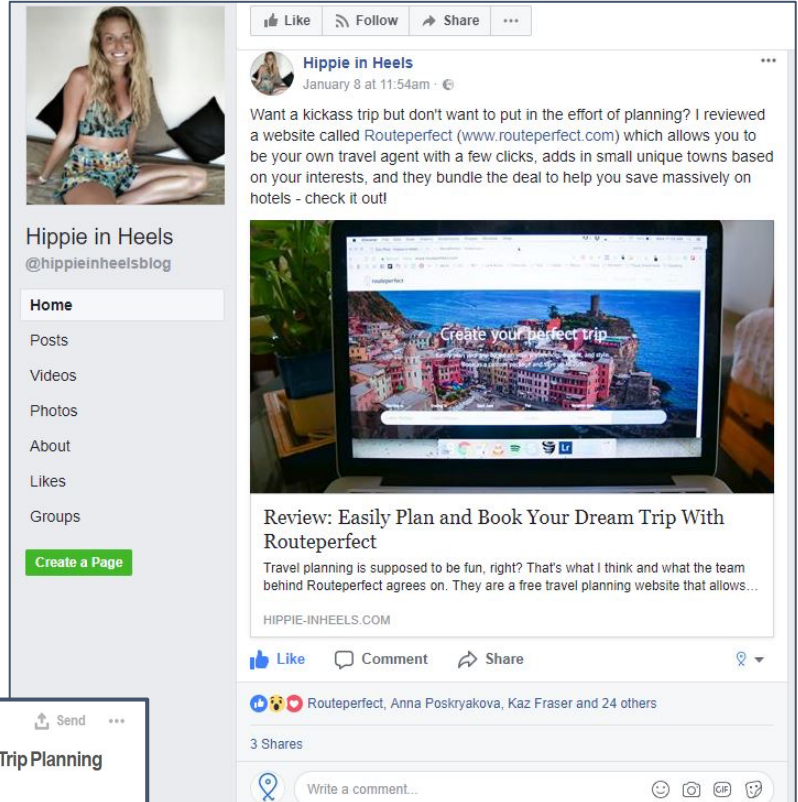 Like Follow Share ...
Hippie in Heels
January 8 at 11:54am ·
Want a kickass trip but don't want to put in the effort of planning? I reviewed
a website called Routeperfect (www.routeperfect.com) which allows you to
be your own travel agent with a few clicks, adds in small unique towns based
on your interests, and they bundle the deal to help you save massively on
hotels - check it out!
Hippie in Heels
@hippieinheelsblog
Home
Posts
Videos
Photos
About
Likes
Groups
Create a Page
routeperfect
Create your perfect trip
Lr
Review: Easily Plan and Book Your Dream Trip With
Routeperfect
Travel planning is supposed to be fun, right? That's what I think and what the team
behind Routeperfect agrees on. They are a free travel planning website that allows...
HIPPIE-INHEELS.COM
Like Comment Share
Routeperfect, Anna Poskryakova, Kaz Fraser and 24 others
3 Shares
Write a comment...
GIF
Send ...
Trip Planning